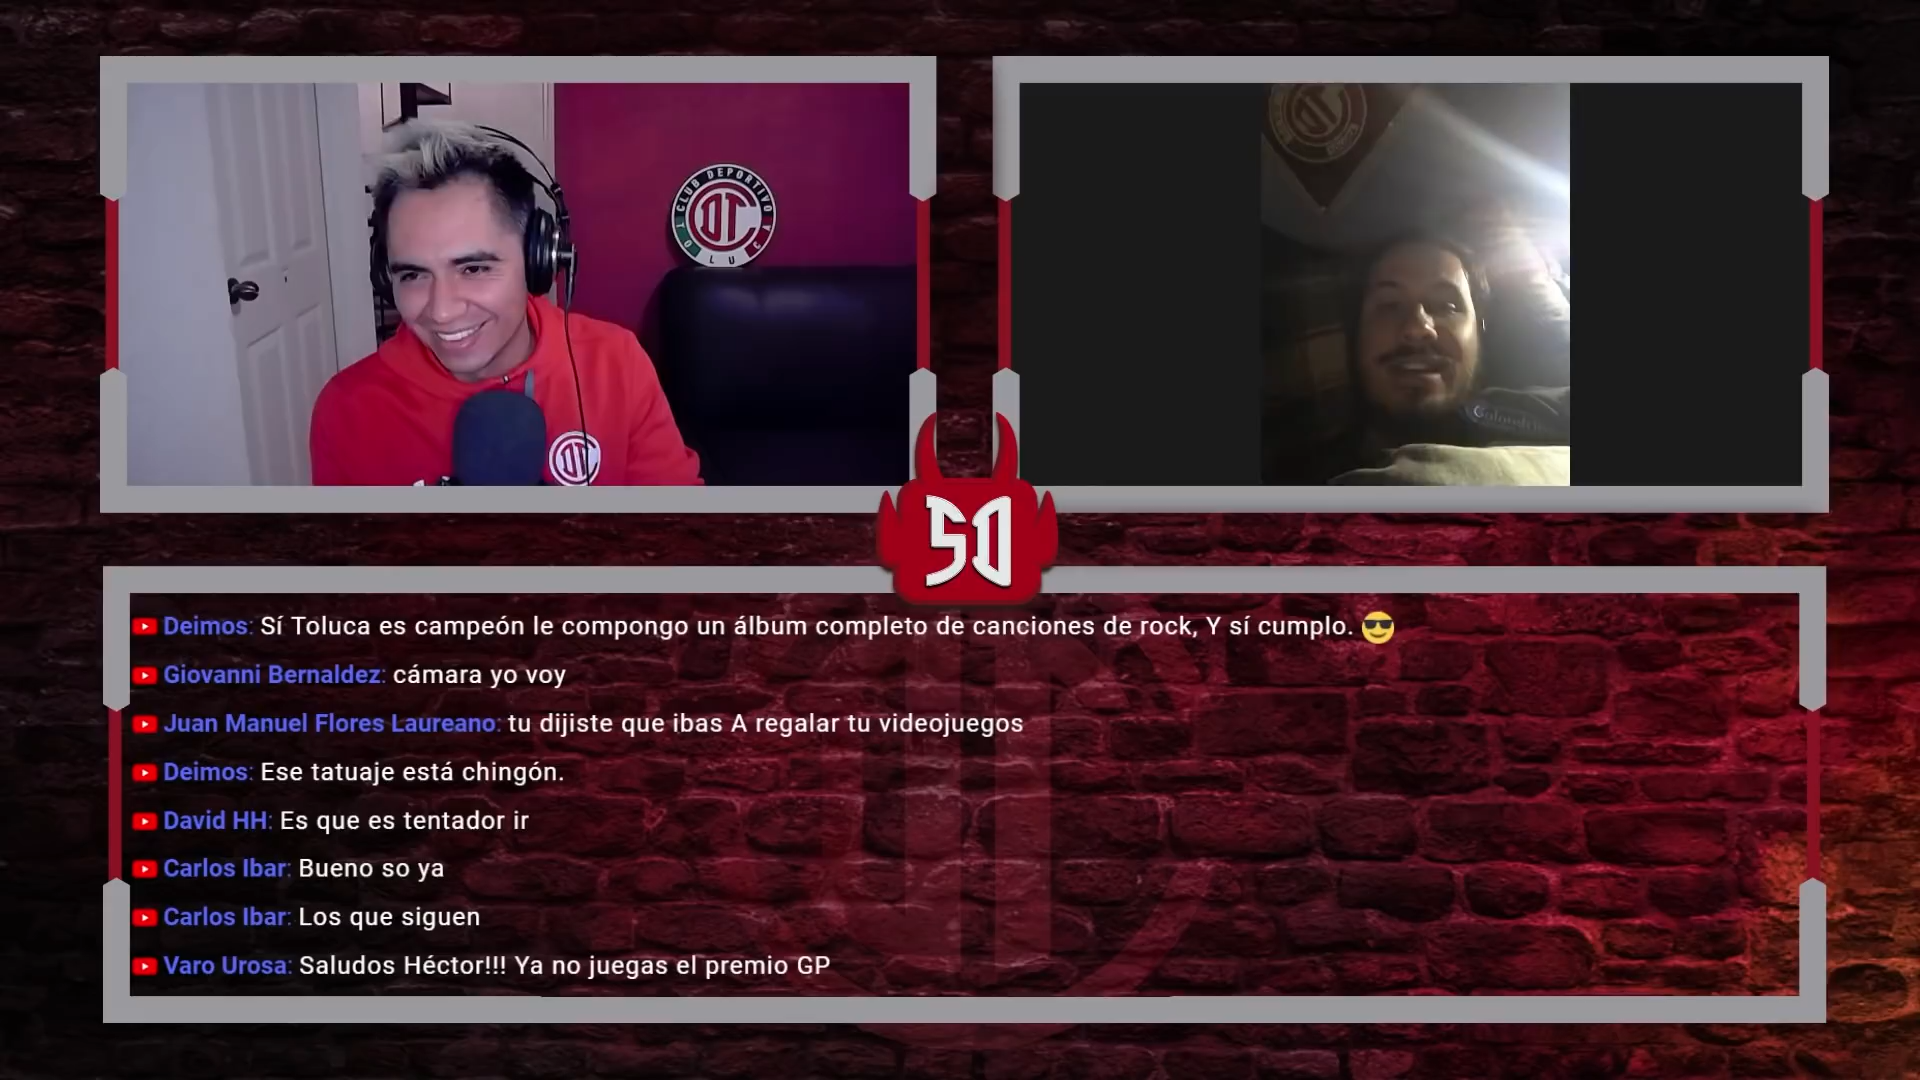 CLUB DEPORTIVO
TOLUCA
DT
DT
SD
Deimos: Sí Toluca es campeón le compongo un álbum completo de canciones de rock, Y sí cumplo. 😎
Giovanni Bernaldez: cámara yo voy
Juan Manuel Flores Laureano: tu dijiste que ibas A regalar tu videojuegos
Deimos: Ese tatuaje está chingón.
David HH: Es que es tentador ir
Carlos Ibar: Bueno so ya
Carlos Ibar: Los que siguen
Varo Urosa: Saludos Héctor!!! Ya no juegas el premio GP